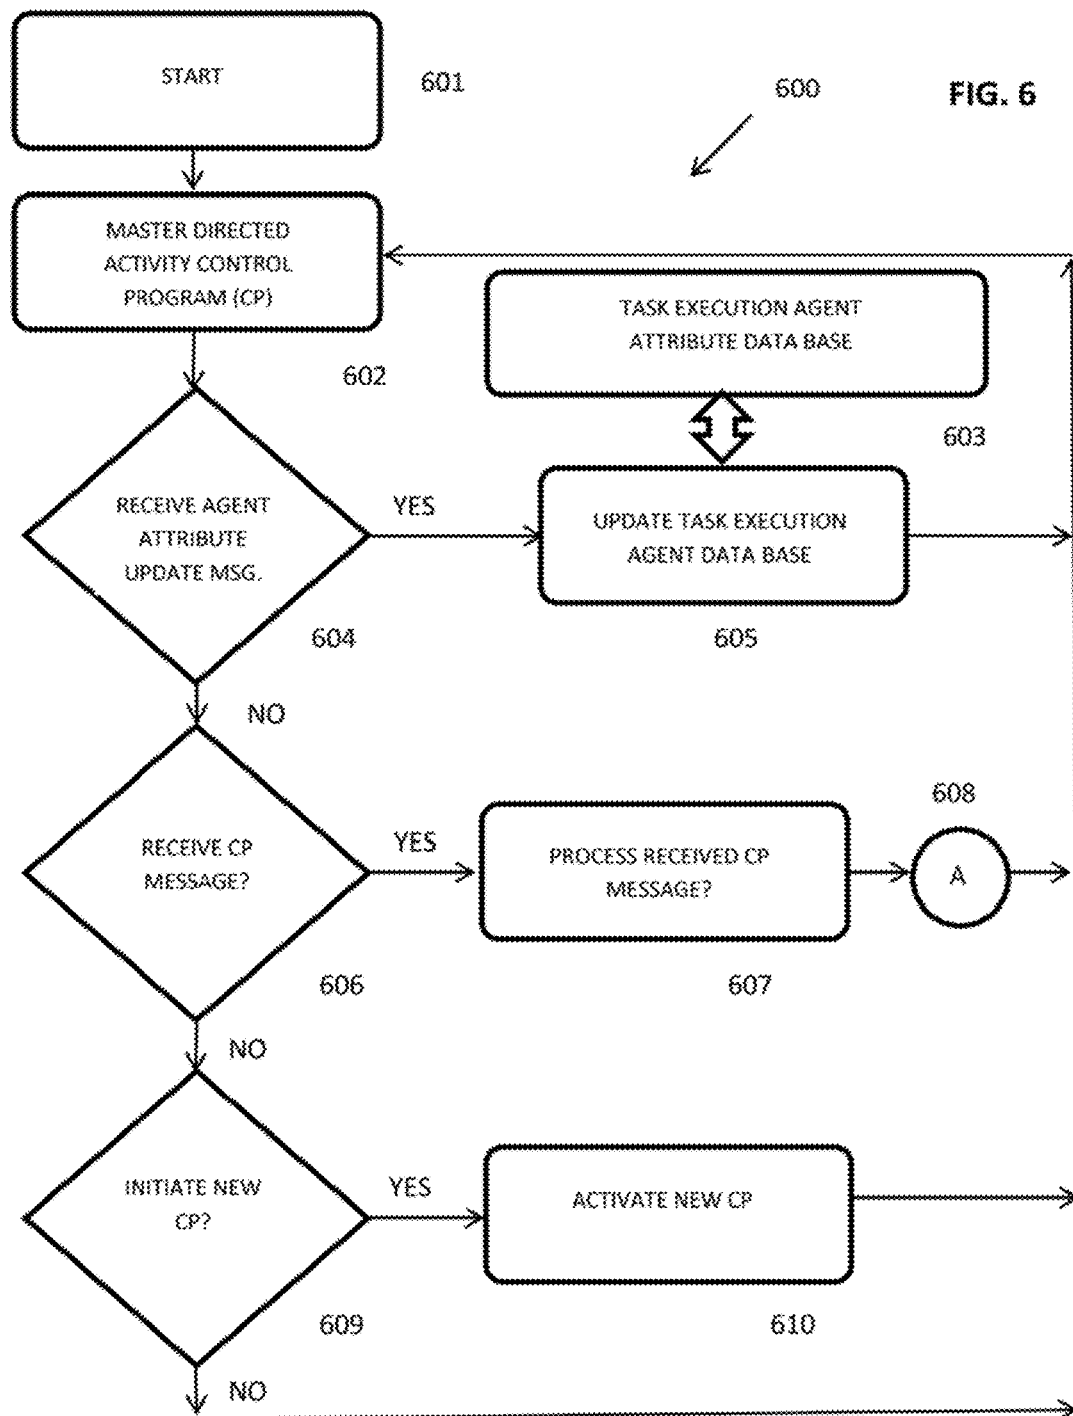 START
601
600
FIG. 6
MASTER DIRECTED
ACTIVITY CONTROL
PROGRAM (CP)
602
TASK EXECUTION AGENT
ATTRIBUTE DATA BASE
603
RECEIVE AGENT
ATTRIBUTE
UPDATE MSG.
YES
604
UPDATE TASK EXECUTION
AGENT DATA BASE
605
NO
RECEIVE CP
MESSAGE?
YES
606
PROCESS RECEIVED CP
MESSAGE?
607
608
A
NO
INITIATE NEW
CP?
YES
609
ACTIVATE NEW CP
610
NO